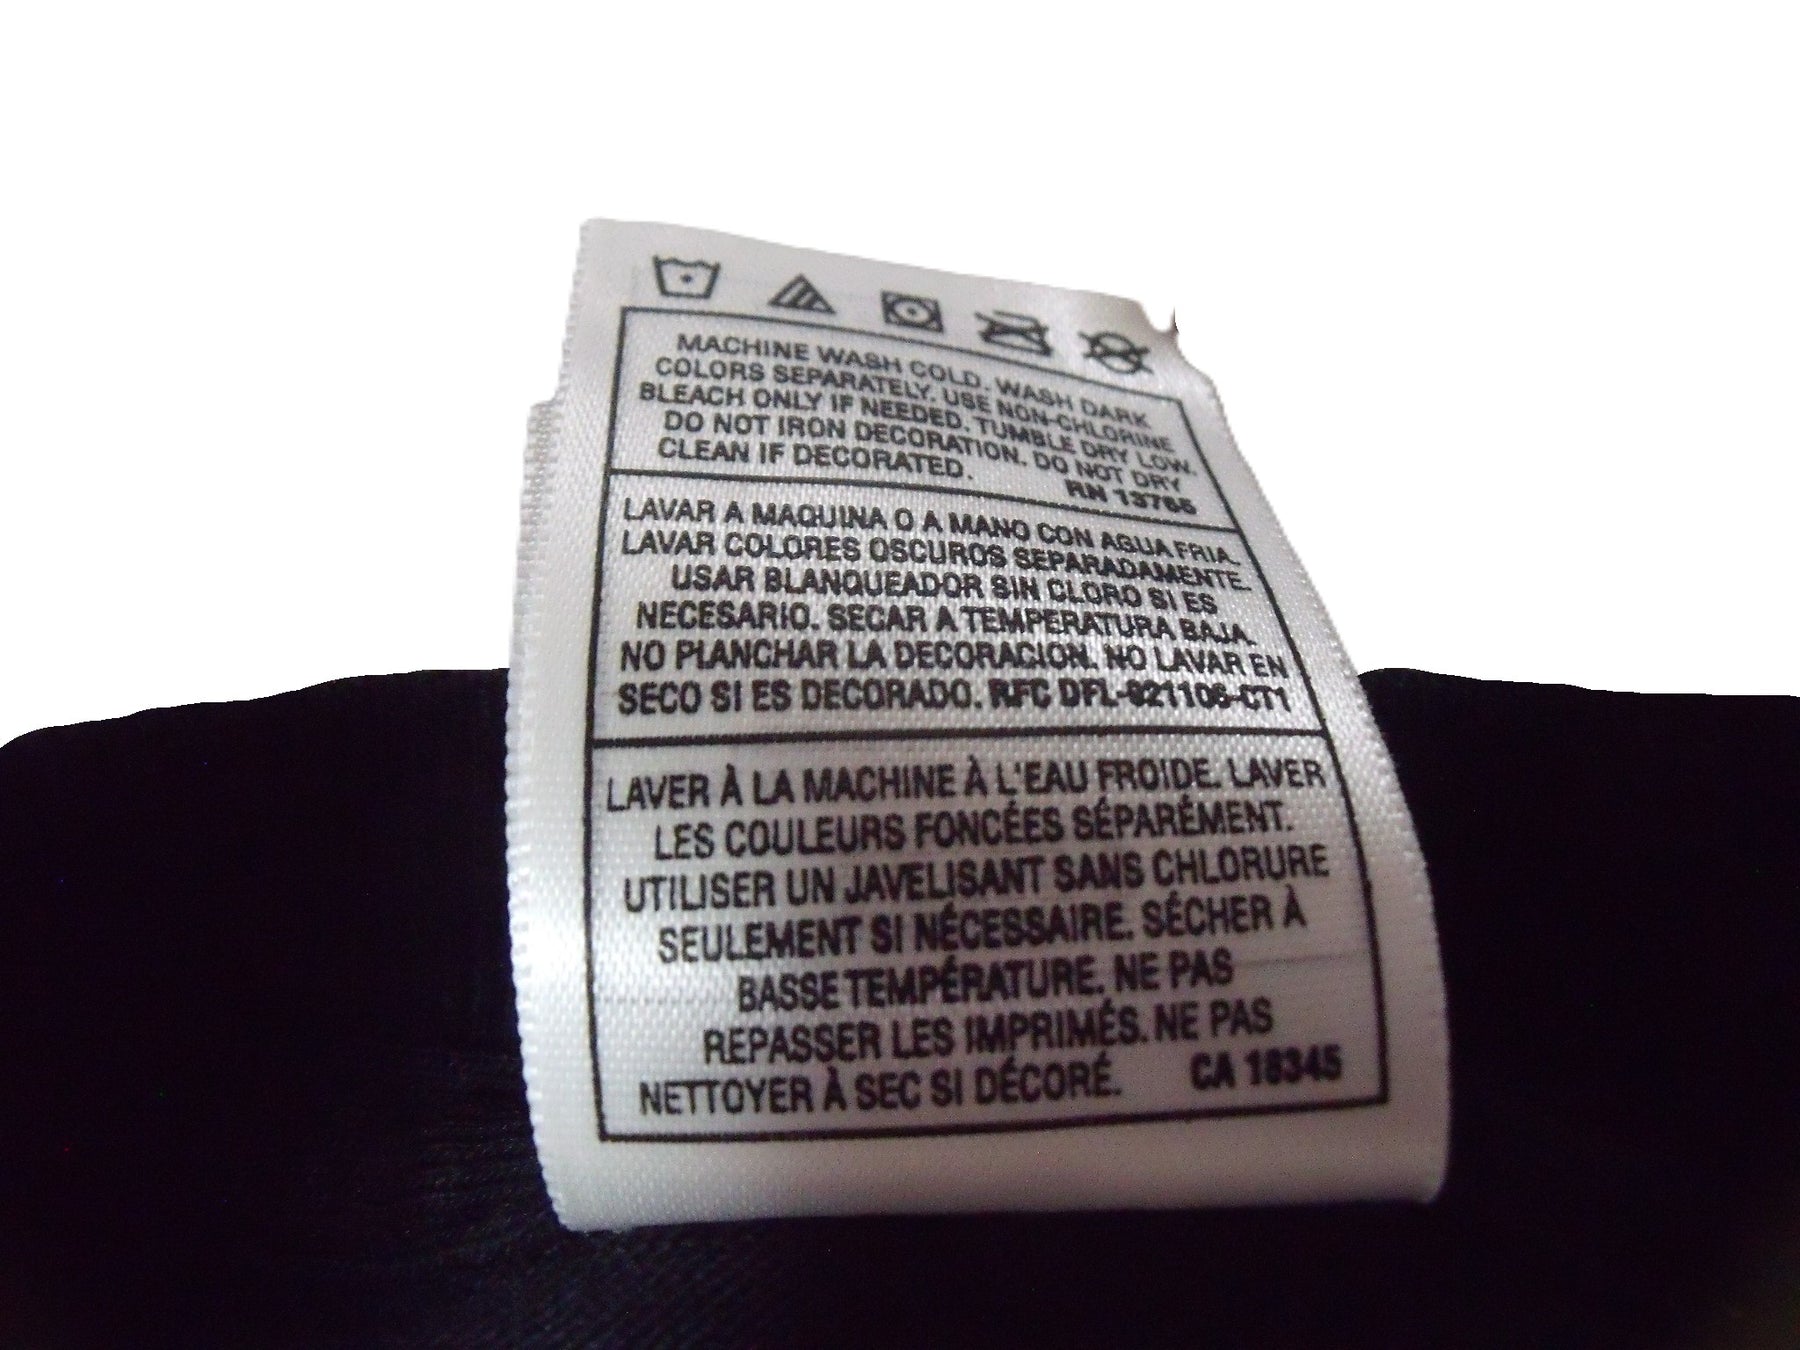 MACHINE WASH COLD. WASH DARK
COLORS SEPARATELY. USE NON-CHLORINE
BLEACH ONLY IF NEEDED. TUMBLE DRY LOW.
DO NOT IRON DECORATION. DO NOT DRY
CLEAN IF DECORATED. RN 13765
LAVAR A MAQUINA O A MANO CON AGUA FRIA.
LAVAR COLORES OSCUROS SEPARADAMENTE.
USAR BLANQUEADOR SIN CLORO SI ES
NECESARIO. SECAR A TEMPERATURA BAJA.
NO PLANCHAR LA DECORACION. NO LAVAR EN
SECO SI ES DECORADO. RFC DFL-921106-CT1
LAVER À LA MACHINE À L'EAU FROIDE. LAVER
LES COULEURS FONCÉES SÉPARÉMENT.
UTILISER UN JAVELISANT SANS CHLORURE
SEULEMENT SI NÉCESSAIRE. SÉCHER À
BASSE TEMPÉRATURE. NE PAS
REPASSER LES IMPRIMÉS. NE PAS
NETTOYER À SEC SI DÉCORÉ. CA 18345